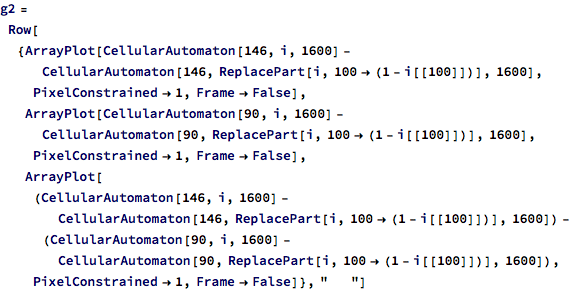 g2 =
Row[
{ArrayPlot[CellularAutomaton[146, i, 1600] -
CellularAutomaton[146, ReplacePart[i, 100 → (1 - i[[100]])], 1600],
PixelConstrained → 1, Frame → False],
ArrayPlot[CellularAutomaton[90, i, 1600] -
CellularAutomaton[90, ReplacePart[i, 100 → (1 - i[[100]])], 1600],
PixelConstrained → 1, Frame → False],
ArrayPlot[
(CellularAutomaton[146, i, 1600] -
CellularAutomaton[146, ReplacePart[i, 100 → (1 - i[[100]])], 1600]) -
(CellularAutomaton[90, i, 1600] -
CellularAutomaton[90, ReplacePart[i, 100 → (1 - i[[100]])], 1600]),
PixelConstrained → 1, Frame → False]}, "   "]